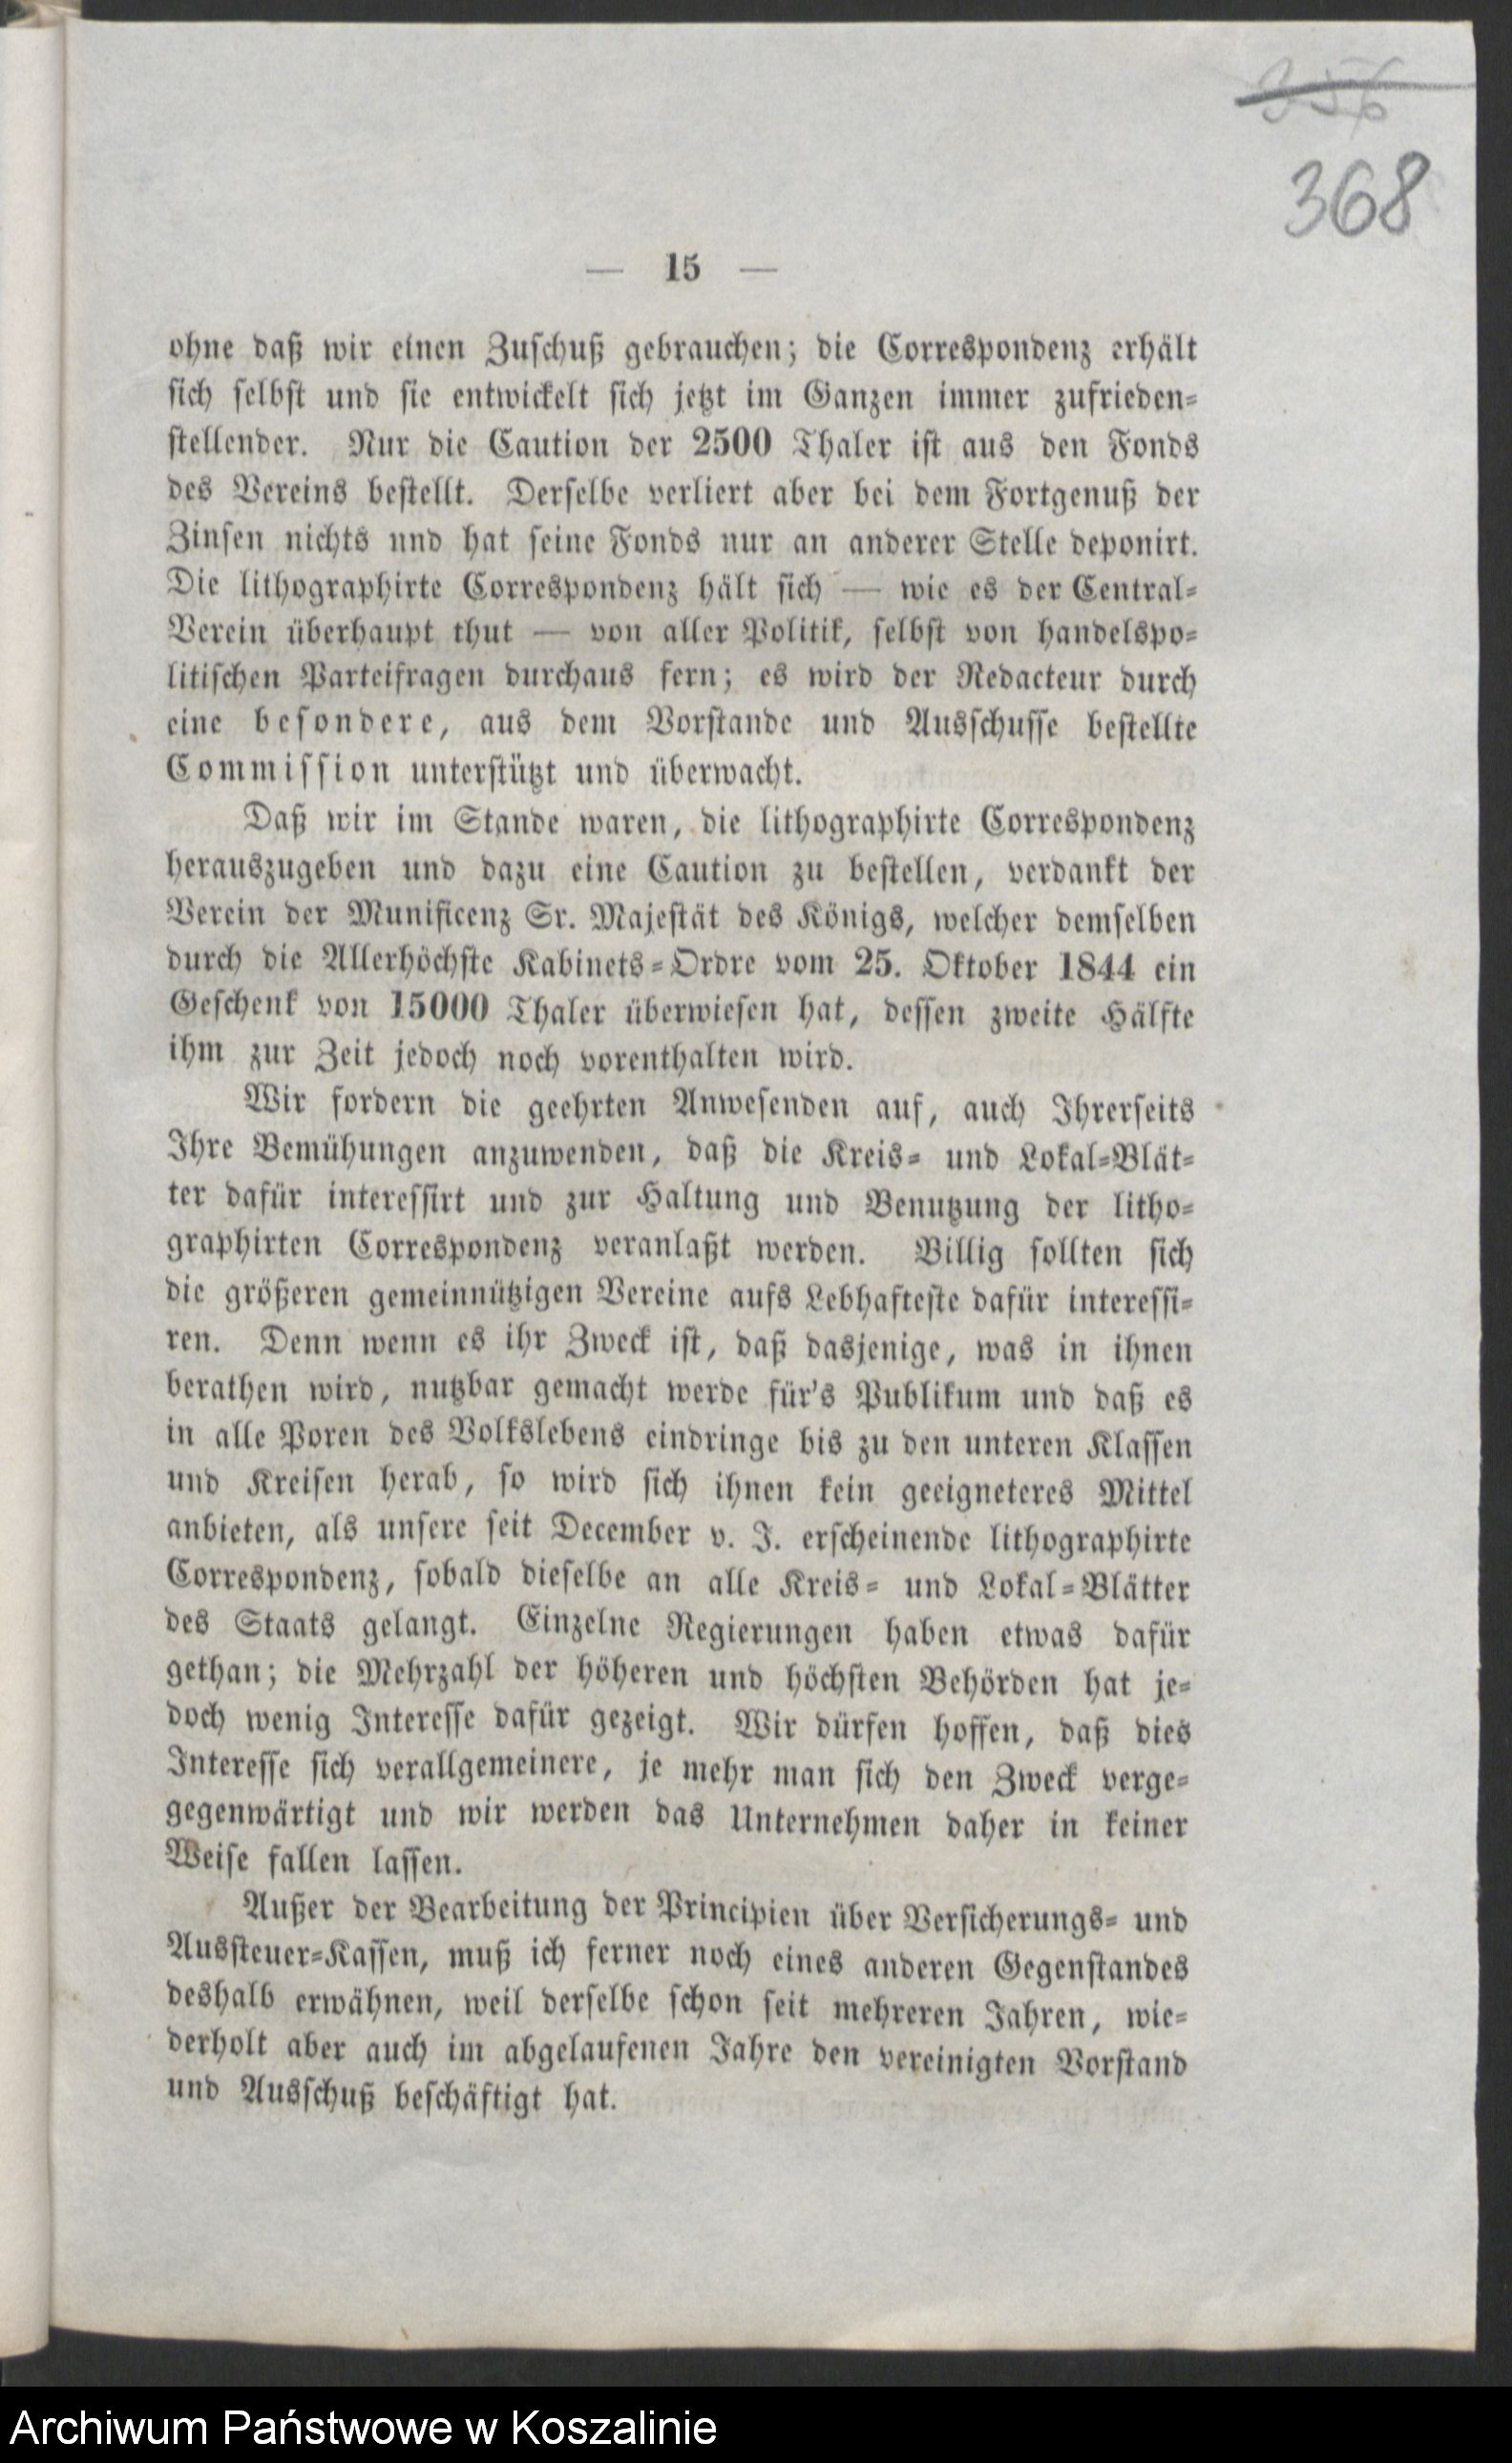 356
368
— 15 —
ohne daß wir einen Zuschuß gebrauchen; die Correspondenz erhält
sich selbst und sie entwickelt sich jetzt im Ganzen immer zufrieden-
stellender. Nur die Caution der 2500 Thaler ist aus den Fonds
des Vereins bestellt. Derselbe verliert aber bei dem Fortgenuß der
Zinsen nichts und hat seine Fonds nur an anderer Stelle deponirt.
Die lithographirte Correspondenz hält sich — wie es der Central-
Verein überhaupt thut — von aller Politik, selbst von handelspo-
litischen Parteifragen durchaus fern; es wird der Redacteur durch
eine besondere, aus dem Vorstande und Ausschusse bestellte
Commission unterstützt und überwacht.
Daß wir im Stande waren, die lithographirte Correspondenz
herauszugeben und dazu eine Caution zu bestellen, verdankt der
Verein der Munificenz Sr. Majestät des Königs, welcher demselben
durch die Allerhöchste Kabinets-Ordre vom 25. Oktober 1844 ein
Geschenk von 15000 Thaler überwiesen hat, dessen zweite Hälfte
ihm zur Zeit jedoch noch vorenthalten wird.
Wir fordern die geehrten Anwesenden auf, auch Ihrerseits
Ihre Bemühungen anzuwenden, daß die Kreis- und Lokal-Blät-
ter dafür interessirt und zur Haltung und Benutzung der litho-
graphirten Correspondenz veranlaßt werden. Billig sollten sich
die größeren gemeinnützigen Vereine aufs Lebhafteste dafür interessi-
ren. Denn wenn es ihr Zweck ist, daß dasjenige, was in ihnen
berathen wird, nutzbar gemacht werde für's Publikum und daß es
in alle Poren des Volkslebens eindringe bis zu den unteren Klassen
und Kreisen herab, so wird sich ihnen kein geeigneteres Mittel
anbieten, als unsere seit December v. J. erscheinende lithographirte
Correspondenz, sobald dieselbe an alle Kreis- und Lokal-Blätter
des Staats gelangt. Einzelne Regierungen haben etwas dafür
gethan; die Mehrzahl der höheren und höchsten Behörden hat je-
doch wenig Interesse dafür gezeigt. Wir dürfen hoffen, daß dies
Interesse sich verallgemeinere, je mehr man sich den Zweck verge-
gegenwärtigt und wir werden das Unternehmen daher in keiner
Weise fallen lassen.
Außer der Bearbeitung der Principien über Versicherungs- und
Aussteuer-Kassen, muß ich ferner noch eines anderen Gegenstandes
deshalb erwähnen, weil derselbe schon seit mehreren Jahren, wie-
derholt aber auch im abgelaufenen Jahre den vereinigten Vorstand
und Ausschuß beschäftigt hat.
Archiwum Państwowe w Koszalinie